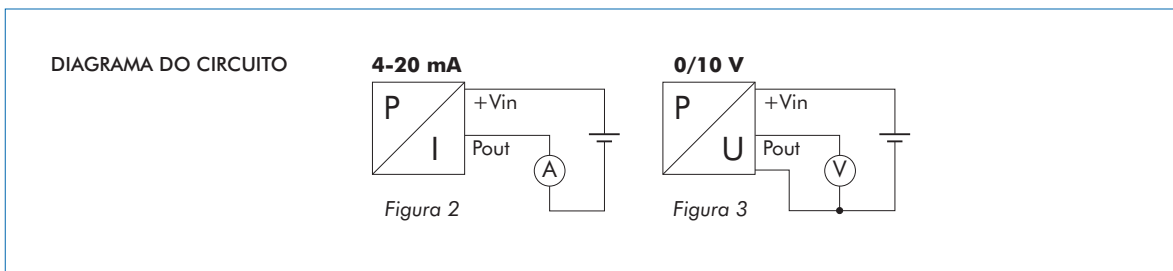 DIAGRAMA DO CIRCUITO
4-20 mA
P
I
+Vin
Pout
A
Figura 2
0/10 V
P
U
+Vin
Pout
V
Figura 3